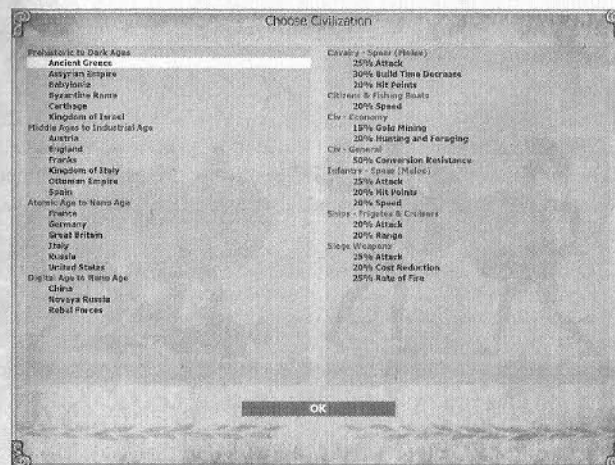 Choose Civilization
Prehistoric to Dark Ages
Ancient Greece
Assyrian Empire
Babylonia
Byzantine Rome
Carthage
Kingdom of Israel
Middle Ages to Industrial Age
Austria
England
Franks
Kingdom of Italy
Ottoman Empire
Spain
Atomic Age to Nano Age
France
Germany
Great Britain
Italy
Russia
United States
Digital Age to Nano Age
China
Novaya Russia
Rebel Forces
Cavalry - Spear (Melee)
25% Attack
30% Build Time Decrease
20% Hit Points
Citizens & Fishing Boats
20% Speed
Civ - Economy
15% Gold Mining
20% Hunting and Foraging
Civ - General
50% Conversion Resistance
Infantry - Spear (Melee)
25% Attack
20% Hit Points
20% Speed
Ships - Frigates & Cruisers
20% Attack
20% Range
Siege Weapons
25% Attack
20% Cost Reduction
25% Rate of Fire
OK